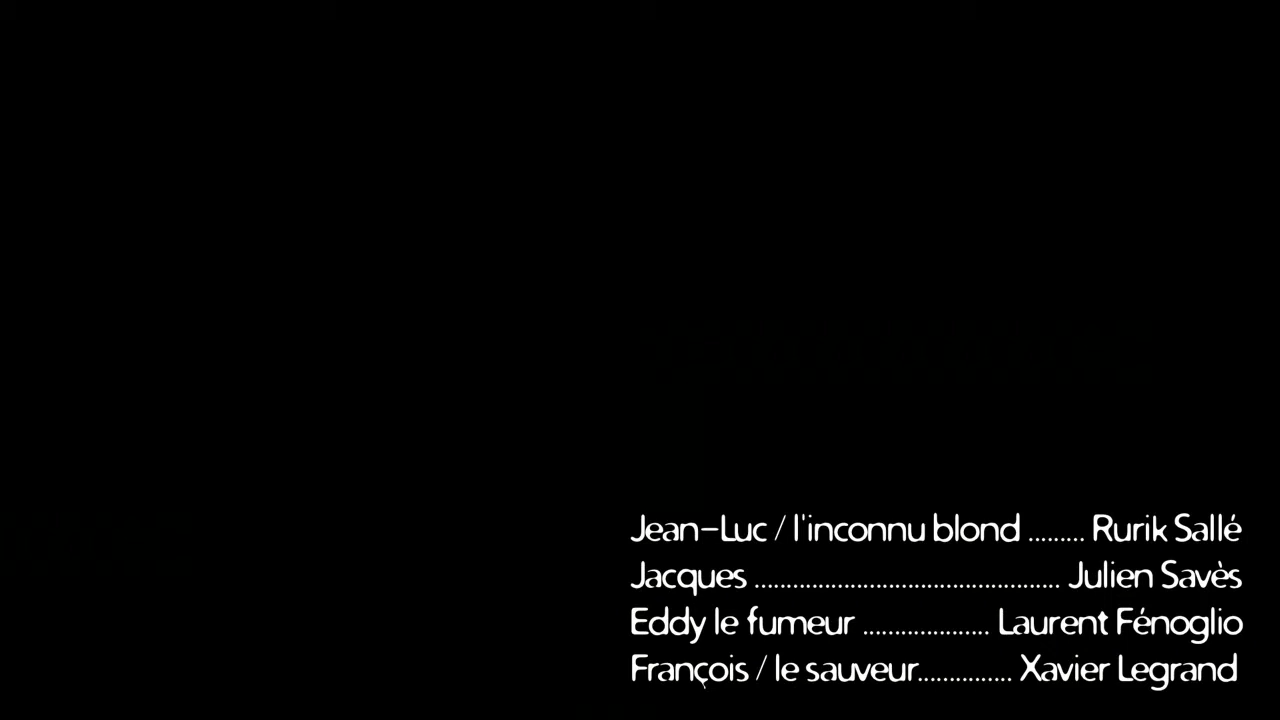 Jean-Luc / l'inconnu blond ......... Rurik Sallé
Jacques ................................................ Julien Savès
Eddy le fumeur .................... Laurent Fénoglio
François / le sauveur............... Xavier Legrand